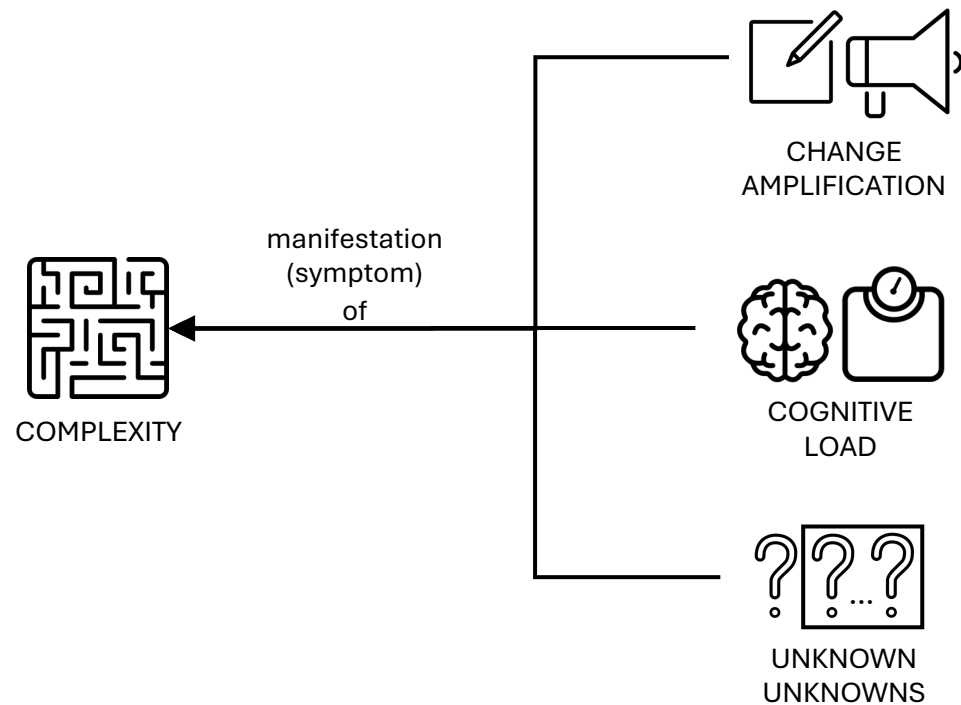 CHANGE
AMPLIFICATION
manifestation
(symptom)
of
COMPLEXITY
COGNITIVE
LOAD
? ? ... ?
UNKNOWN
UNKNOWNS